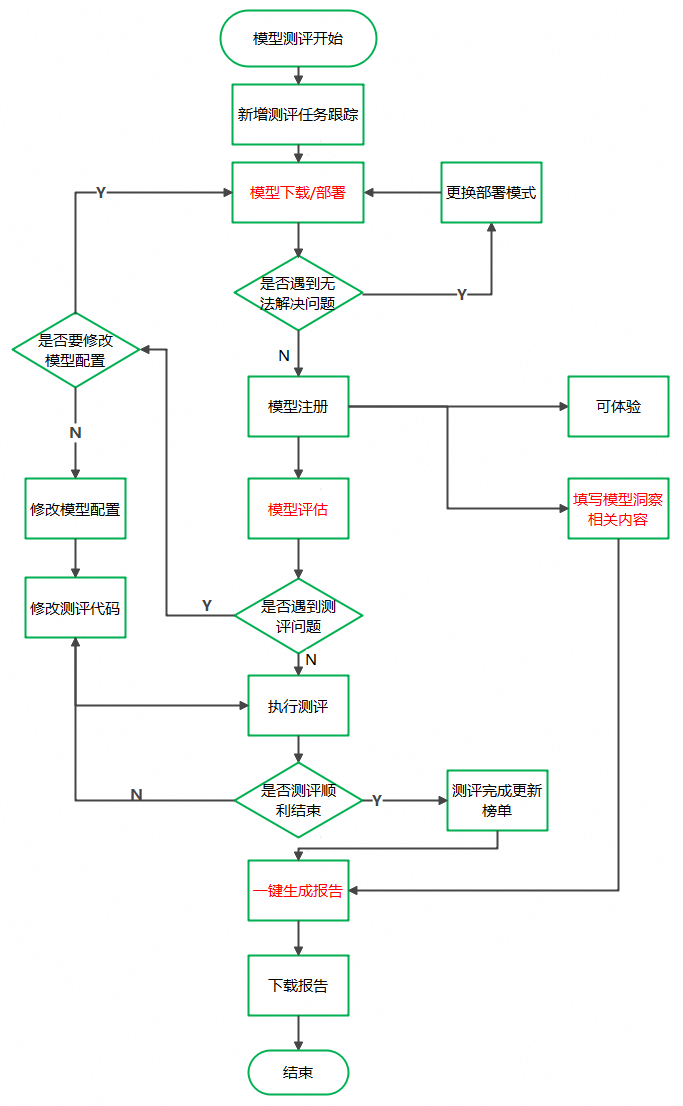 模型测评开始
新增测评任务跟踪
Y
模型下载/部署
更换部署模式
是否遇到无
法解决问题
Y
是否要修改
模型配置
N
模型注册
可体验
N
修改模型配置
模型评估
填写模型洞察
相关内容
修改测评代码
Y
是否遇到测
评问题
N
执行测评
N
是否测评顺
利结束
Y
测评完成更新
榜单
一键生成报告
下载报告
结束